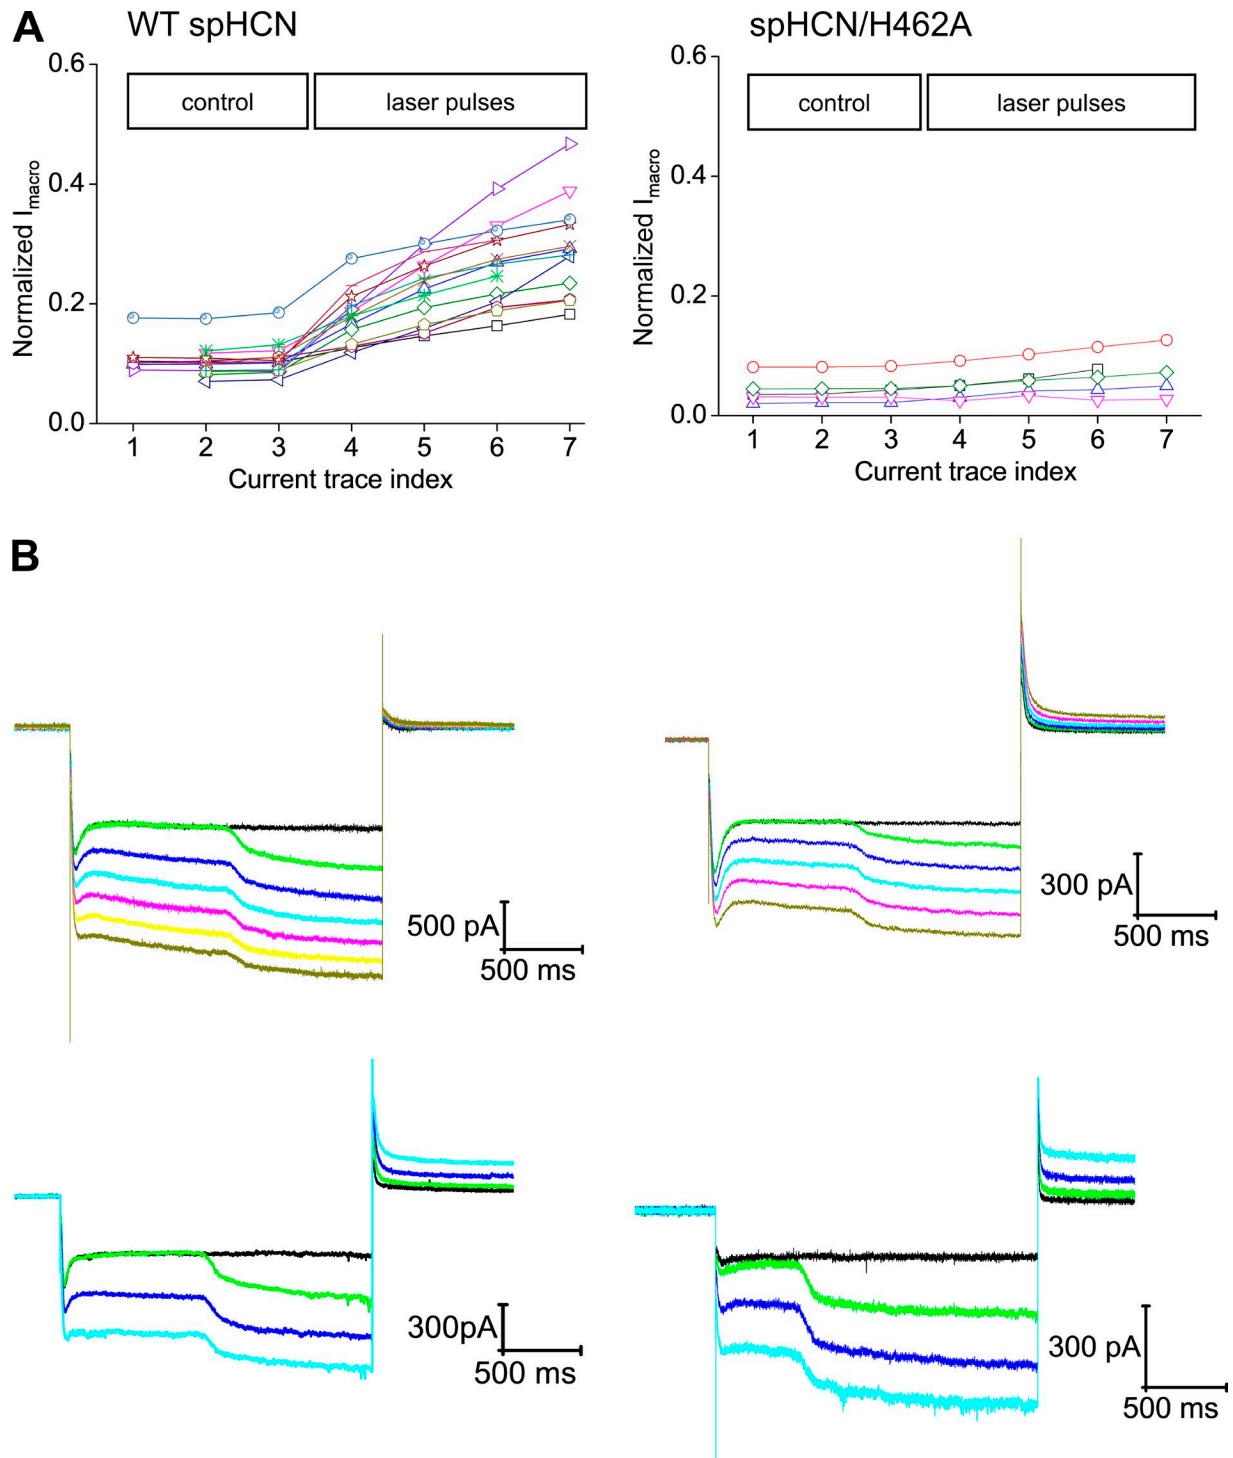 A
WT spHCN
spHCN/H462A
0.6
0.4
0.2
0.0
Normalized Imacro
control
laser pulses
1 2 3 4 5 6 7
Current trace index
0.6
0.4
0.2
0.0
Normalized Imacro
control
laser pulses
1 2 3 4 5 6 7
Current trace index
B
500 pA
500 ms
300 pA
500 ms
300pA
500 ms
300 pA
500 ms